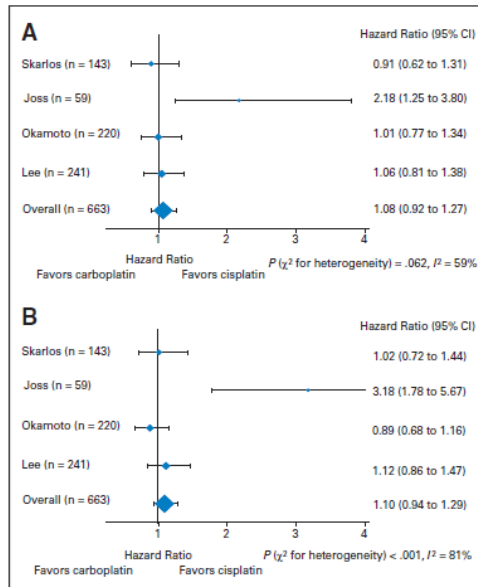 A
Hazard Ratio (95% CI)
Skarlos (n = 143) 0.91 (0.62 to 1.31)
Joss (n = 59) 2.18 (1.25 to 3.80)
Okamoto (n = 220) 1.01 (0.77 to 1.34)
Lee (n = 241) 1.06 (0.81 to 1.38)
Overall (n = 663) 1.08 (0.92 to 1.27)
1 2 3 4
Hazard Ratio P (χ² for heterogeneity) = .062, I² = 59%
Favors carboplatin Favors cisplatin
B
Hazard Ratio (95% CI)
Skarlos (n = 143) 1.02 (0.72 to 1.44)
Joss (n = 59) 3.18 (1.78 to 5.67)
Okamoto (n = 220) 0.89 (0.68 to 1.16)
Lee (n = 241) 1.12 (0.86 to 1.47)
Overall (n = 663) 1.10 (0.94 to 1.29)
1 2 3 4
Hazard Ratio P (χ² for heterogeneity) < .001, I² = 81%
Favors carboplatin Favors cisplatin